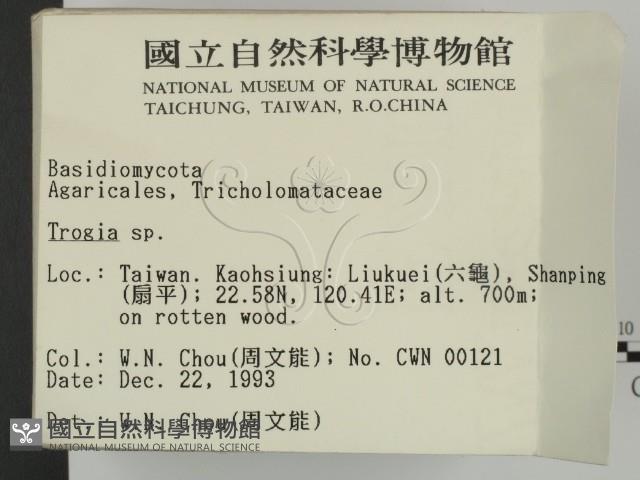 國立自然科學博物館
NATIONAL MUSEUM OF NATURAL SCIENCE
TAICHUNG, TAIWAN, R.O.CHINA
Basidiomycota
Agaricales, Tricholomataceae
Trogia sp.
Loc.: Taiwan. Kaohsiung: Liukuei(六龜), Shanping
(扇平); 22.58N, 120.41E; alt. 700m;
on rotten wood.
Col.: W.N. Chou(周文能); No. CWN 00121
Date: Dec. 22, 1993
Det.: W.N. Chou(周文能)
國立自然科學博物館
NATIONAL MUSEUM OF NATURAL SCIENCE
10